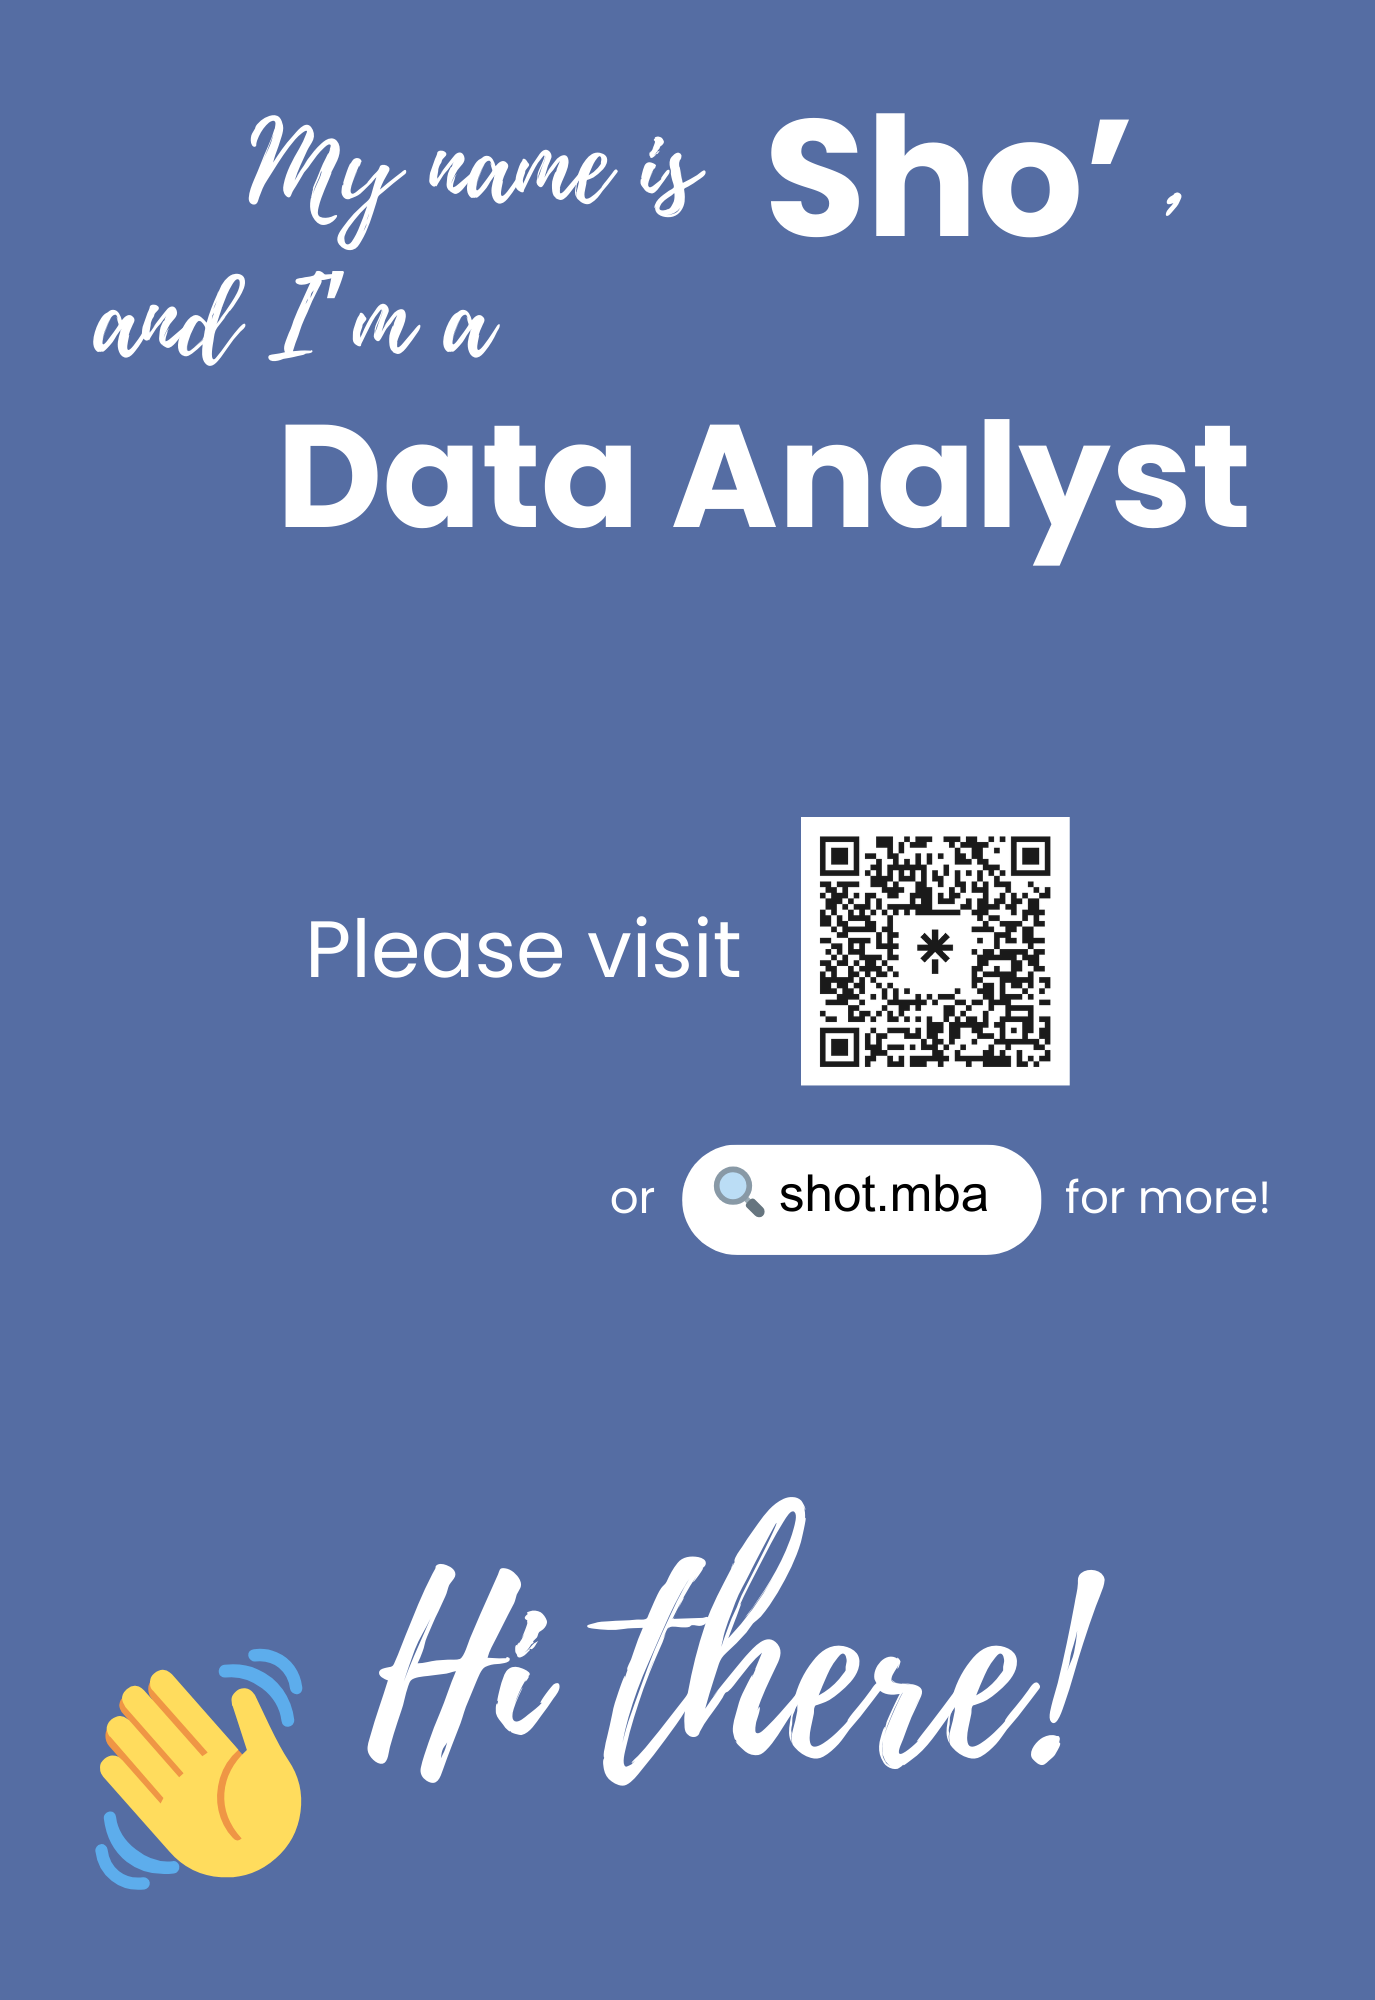 My name is Sho’ ,
and I'm a
Data Analyst
Please visit
or shot.mba for more!
Hi there!